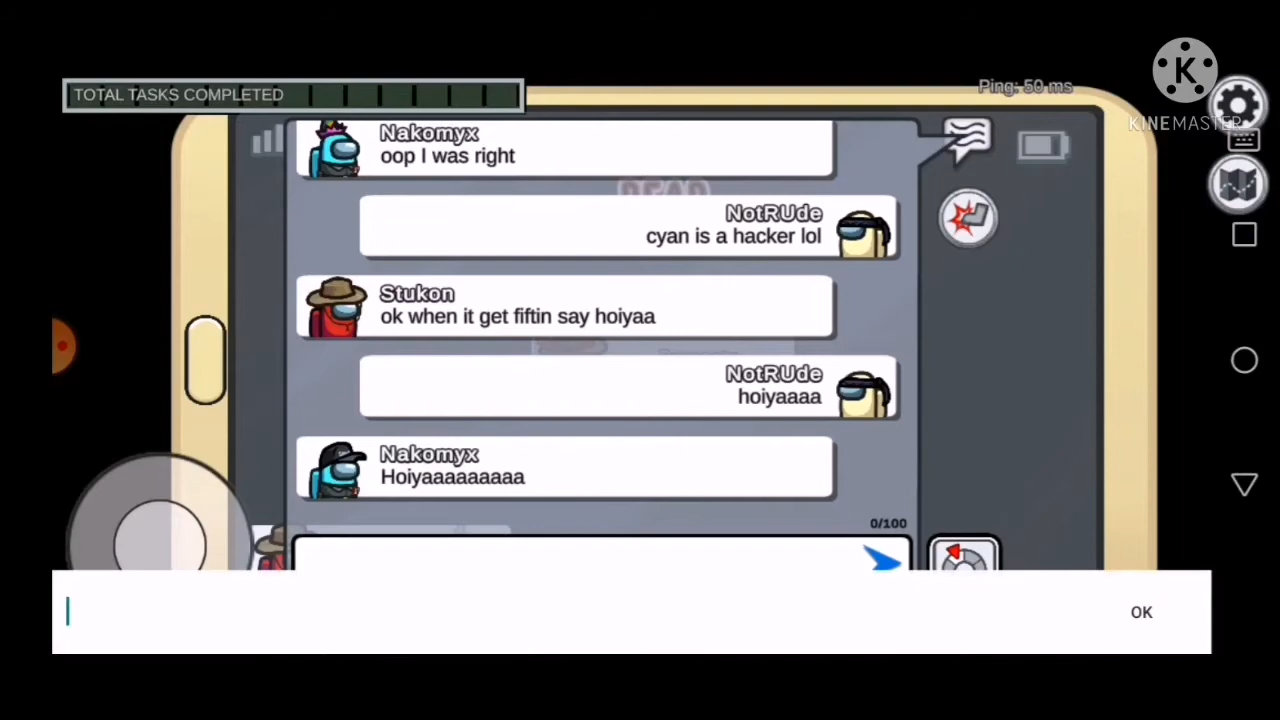 TOTAL TASKS COMPLETED
Ping: 50 ms
KINEMASTER
Nakomyx
oop I was right
DEAD
NotRUde
cyan is a hacker lol
Stukon
ok when it get fiftin say hoiyaa
NotRUde
hoiyaaaa
Nakomyx
Hoiyaaaaaaaaa
0/100
OK